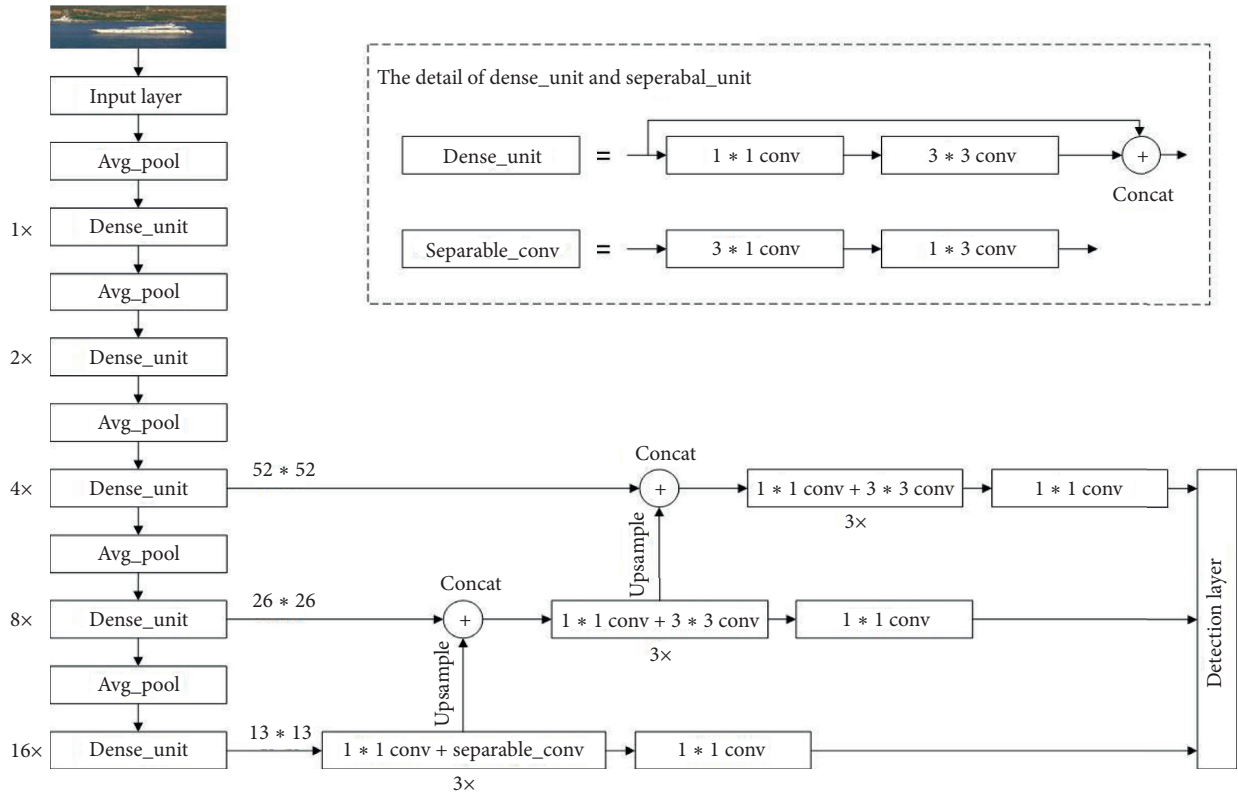 Input layer
Avg_pool
1× Dense_unit
Avg_pool
2× Dense_unit
Avg_pool
4× Dense_unit
Avg_pool
8× Dense_unit
Avg_pool
16× Dense_unit
The detail of dense_unit and seperabal_unit
Dense_unit = 1 * 1 conv 3 * 3 conv +
Concat
Separable_conv = 3 * 1 conv 1 * 3 conv
52 * 52
Concat
+
1 * 1 conv + 3 * 3 conv
3×
1 * 1 conv
Upsample
26 * 26
Concat
+
1 * 1 conv + 3 * 3 conv
3×
1 * 1 conv
Upsample
13 * 13
1 * 1 conv + separable_conv
3×
1 * 1 conv
Detection layer